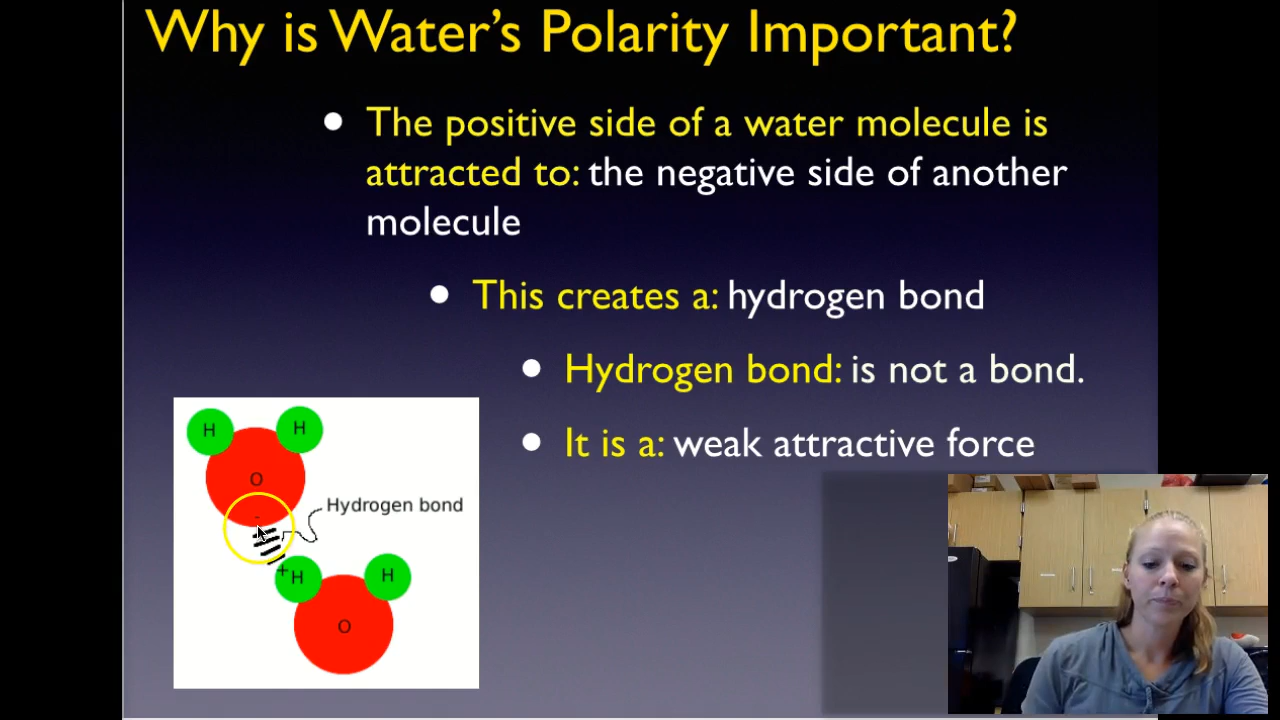 Why is Water's Polarity Important?
• The positive side of a water molecule is
attracted to: the negative side of another
molecule
• This creates a: hydrogen bond
• Hydrogen bond: is not a bond.
• It is a: weak attractive force
H H
O
-
Hydrogen bond
+H H
O